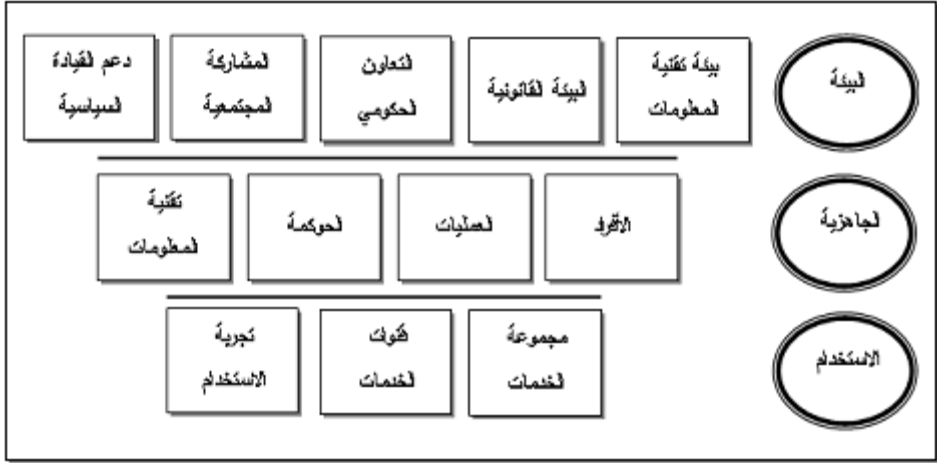 البيئة
بيئة تقنية
المعلومات
البيئة القانونية
التعاون
الحكومي
المشاركة
المجتمعية
دعم القيادة
السياسية
الجاهزية
الأفراد
العمليات
الحوكمة
تقنية
المعلومات
الاستخدام
مجموعة
الخدمات
قنوات
الخدمات
تجربة
الاستخدام